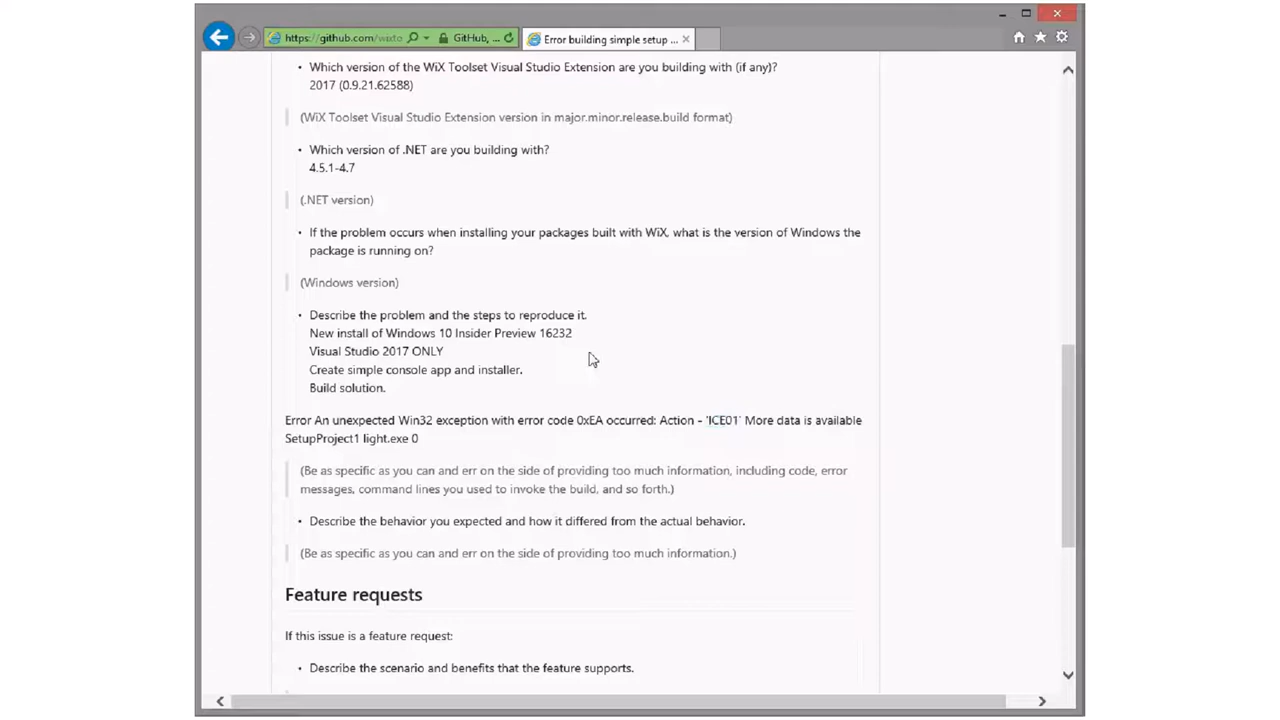 https://github.com/wixto
GitHub, ...
Error building simple setup ...
• Which version of the WiX Toolset Visual Studio Extension are you building with (if any)?
2017 (0.9.21.62588)
(WiX Toolset Visual Studio Extension version in major.minor.release.build format)
• Which version of .NET are you building with?
4.5.1-4.7
(.NET version)
• If the problem occurs when installing your packages built with WiX, what is the version of Windows the
package is running on?
(Windows version)
• Describe the problem and the steps to reproduce it.
New install of Windows 10 Insider Preview 16232
Visual Studio 2017 ONLY
Create simple console app and installer.
Build solution.
Error An unexpected Win32 exception with error code 0xEA occurred: Action - 'ICE01' More data is available
SetupProject1 light.exe 0
(Be as specific as you can and err on the side of providing too much information, including code, error
messages, command lines you used to invoke the build, and so forth.)
• Describe the behavior you expected and how it differed from the actual behavior.
(Be as specific as you can and err on the side of providing too much information.)
Feature requests
If this issue is a feature request:
• Describe the scenario and benefits that the feature supports.